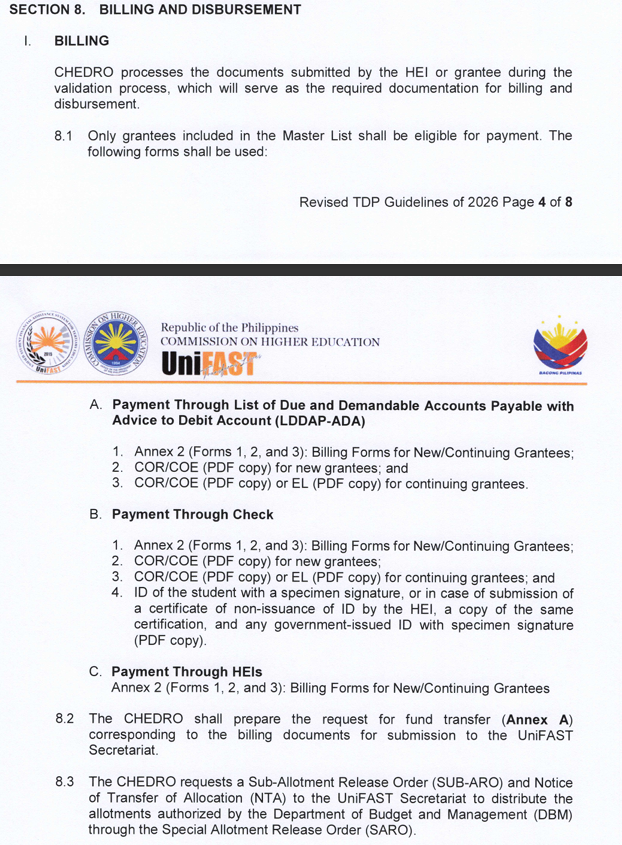 SECTION 8. BILLING AND DISBURSEMENT
I. BILLING
CHEDRO processes the documents submitted by the HEI or grantee during the
validation process, which will serve as the required documentation for billing and
disbursement.
8.1 Only grantees included in the Master List shall be eligible for payment. The
following forms shall be used:
Revised TDP Guidelines of 2026 Page 4 of 8
Republic of the Philippines
COMMISSION ON HIGHER EDUCATION
UniFAST
BAGONG PILIPINAS
A. Payment Through List of Due and Demandable Accounts Payable with
Advice to Debit Account (LDDAP-ADA)
1. Annex 2 (Forms 1, 2, and 3): Billing Forms for New/Continuing Grantees;
2. COR/COE (PDF copy) for new grantees; and
3. COR/COE (PDF copy) or EL (PDF copy) for continuing grantees.
B. Payment Through Check
1. Annex 2 (Forms 1, 2, and 3): Billing Forms for New/Continuing Grantees;
2. COR/COE (PDF copy) for new grantees;
3. COR/COE (PDF copy) or EL (PDF copy) for continuing grantees; and
4. ID of the student with a specimen signature, or in case of submission of
a certificate of non-issuance of ID by the HEI, a copy of the same
certification, and any government-issued ID with specimen signature
(PDF copy).
C. Payment Through HEIs
Annex 2 (Forms 1, 2, and 3): Billing Forms for New/Continuing Grantees
8.2 The CHEDRO shall prepare the request for fund transfer (Annex A)
corresponding to the billing documents for submission to the UniFAST
Secretariat.
8.3 The CHEDRO requests a Sub-Allotment Release Order (SUB-ARO) and Notice
of Transfer of Allocation (NTA) to the UniFAST Secretariat to distribute the
allotments authorized by the Department of Budget and Management (DBM)
through the Special Allotment Release Order (SARO).